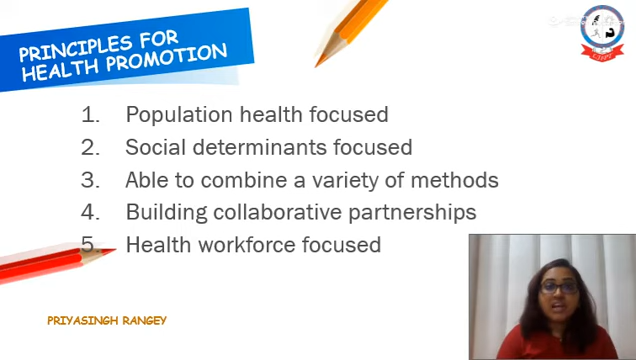 PRINCIPLES FOR
HEALTH PROMOTION
1. Population health focused
2. Social determinants focused
3. Able to combine a variety of methods
4. Building collaborative partnerships
5. Health workforce focused
PRIYASINGH RANGEY